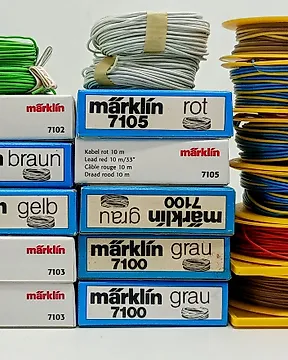 märklin
7102
braun
gelb
märklin
7103
märklin
7103
märklin rot
7105
Kabel rot 10 m
Lead red 10 m/33"
Câble rouge 10 m
Draad rood 10 m
märklin
7105
märklin grau
7100
märklin grau
7100
märklin grau
7100